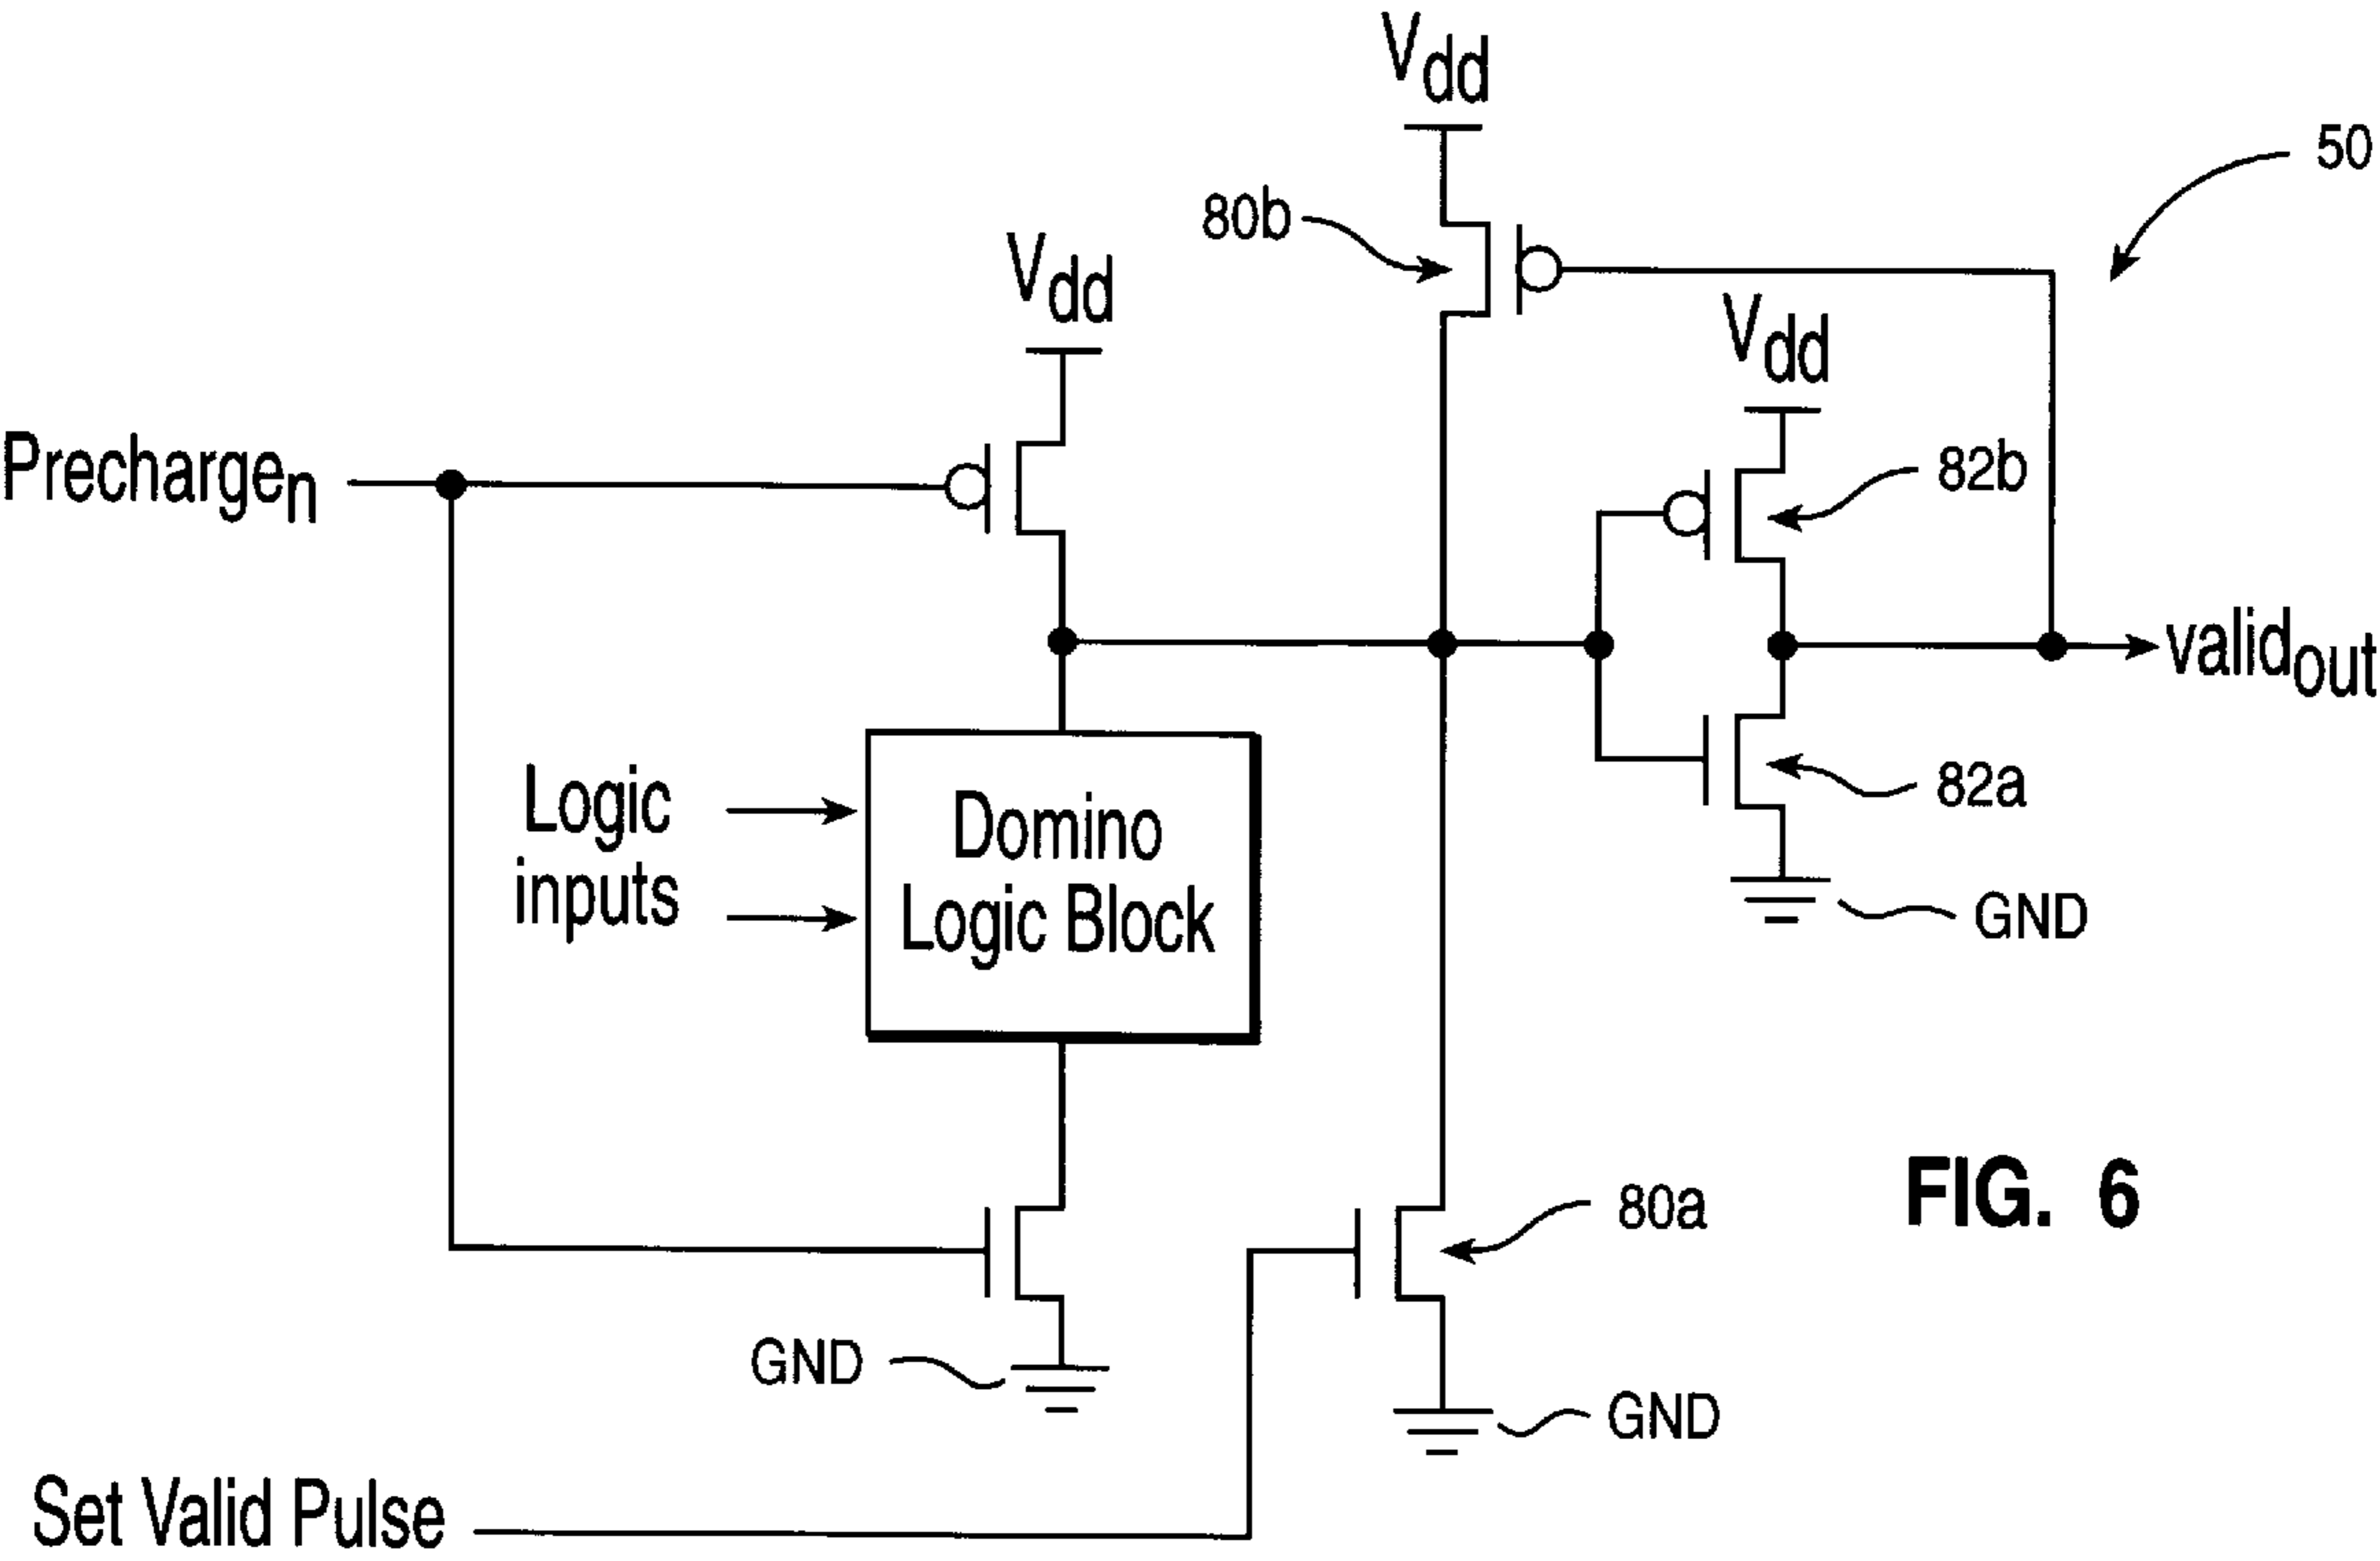 Vdd
50
80b
Vdd
Vdd
Prechargen
82b
validout
Logic
inputs
Domino
Logic Block
82a
GND
FIG. 6
80a
GND
GND
Set Valid Pulse